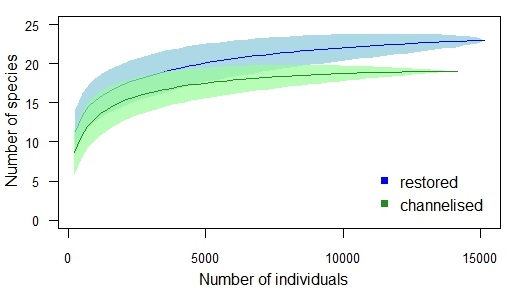 25
20
15
10
5
0
Number of species
restored
channelised
0 5000 10000 15000
Number of individuals